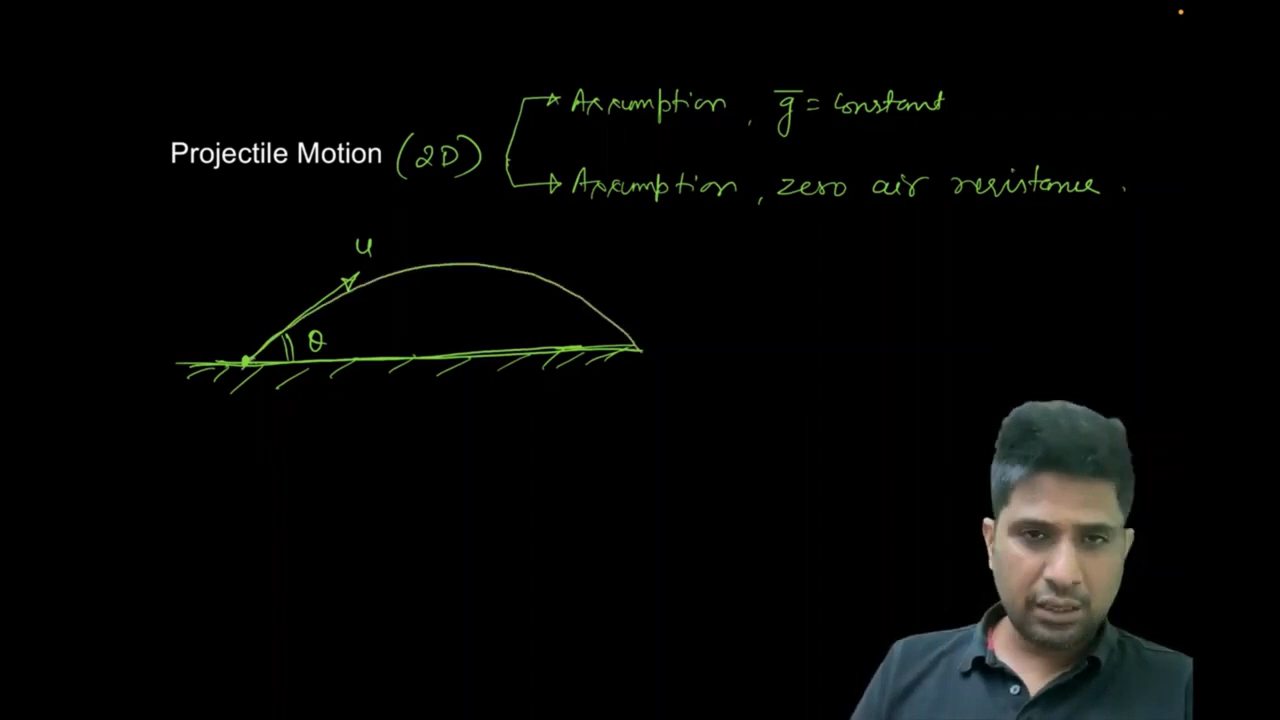 Assumption, g̅ = constant
Projectile Motion (2D)
Assumption, zero air resistance.
u
θ